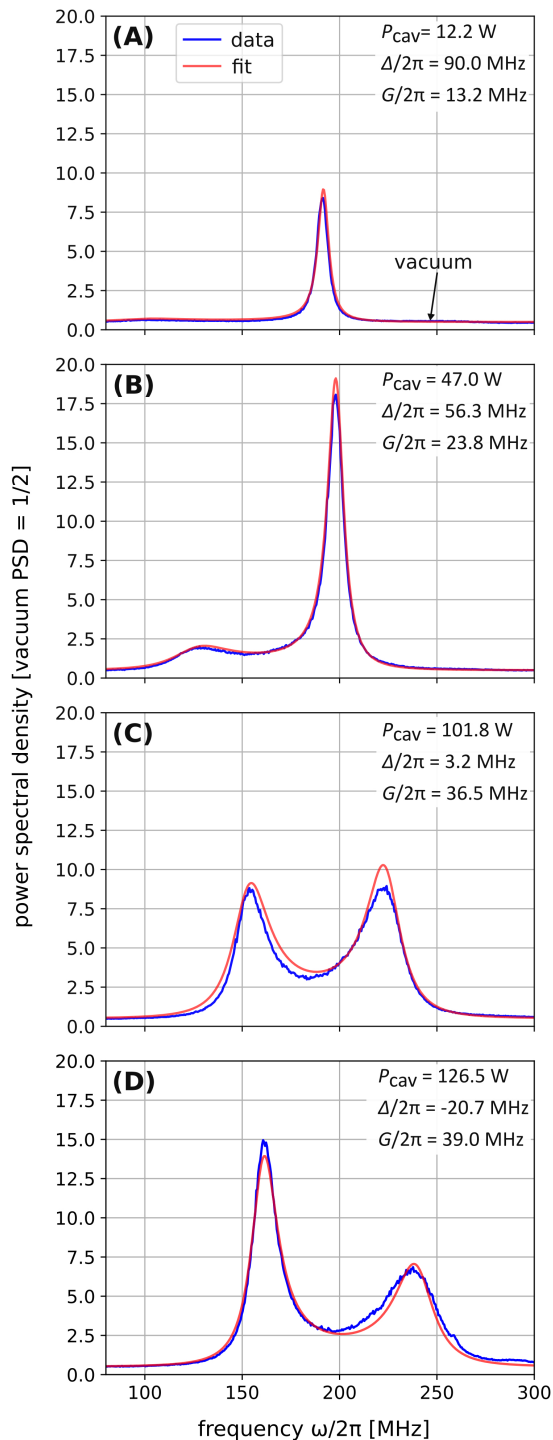 power spectral density [vacuum PSD = 1/2]
(A)
data
fit
P_cav= 12.2 W
Δ/2π = 90.0 MHz
G/2π = 13.2 MHz
vacuum
20.0
17.5
15.0
12.5
10.0
7.5
5.0
2.5
0.0
(B)
P_cav = 47.0 W
Δ/2π = 56.3 MHz
G/2π = 23.8 MHz
20.0
17.5
15.0
12.5
10.0
7.5
5.0
2.5
0.0
(C)
P_cav = 101.8 W
Δ/2π = 3.2 MHz
G/2π = 36.5 MHz
20.0
17.5
15.0
12.5
10.0
7.5
5.0
2.5
0.0
(D)
P_cav = 126.5 W
Δ/2π = -20.7 MHz
G/2π = 39.0 MHz
20.0
17.5
15.0
12.5
10.0
7.5
5.0
2.5
0.0
100 150 200 250 300
frequency ω/2π [MHz]